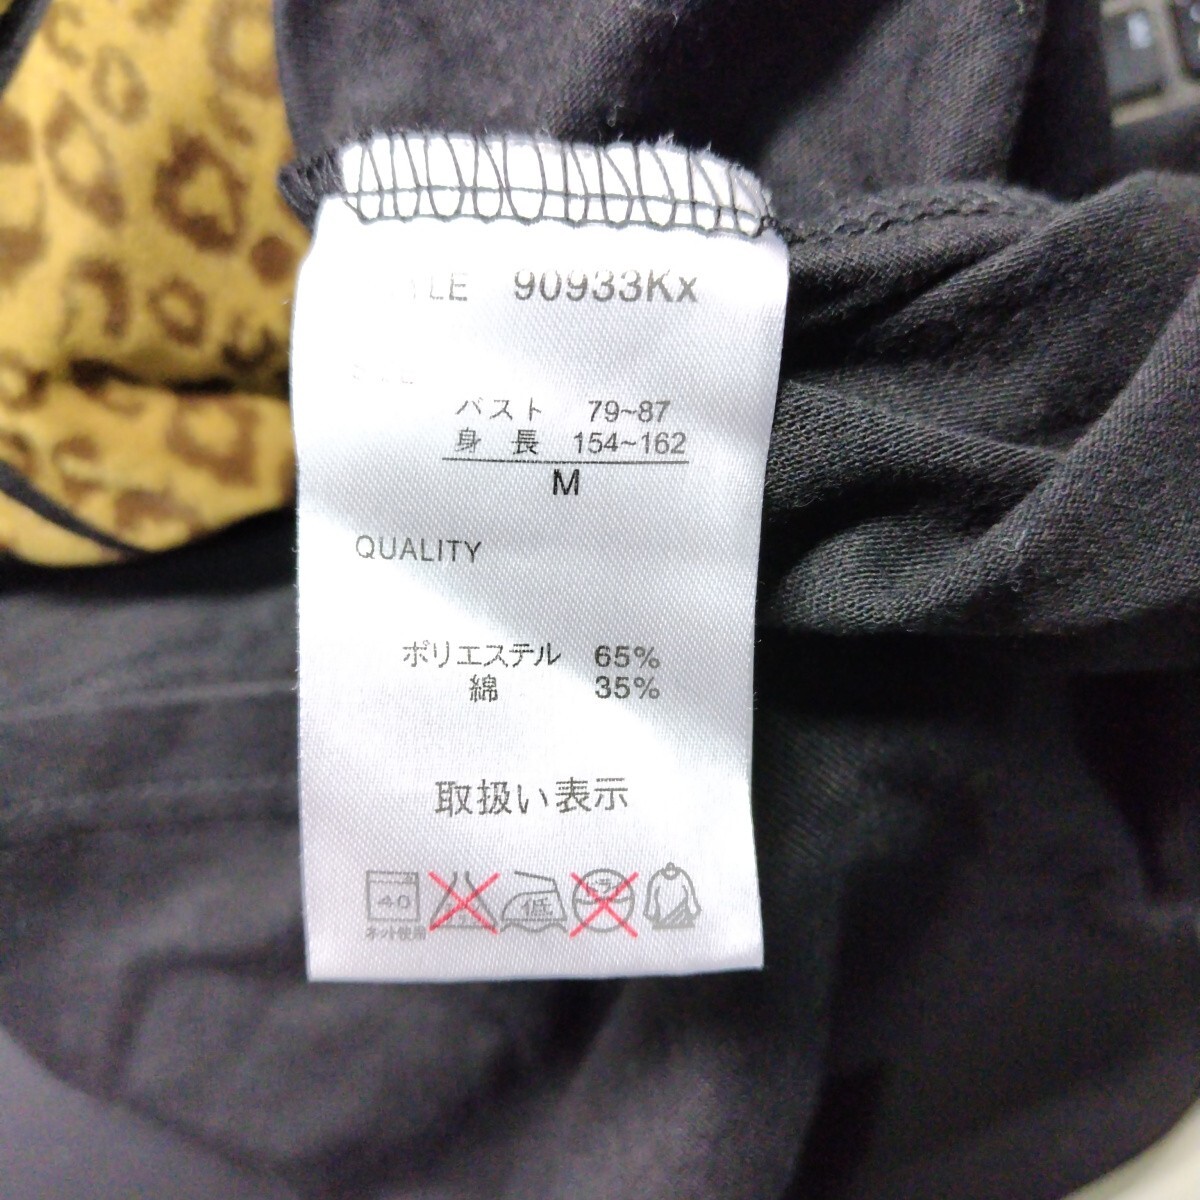 90933Kx
バスト 79~87
身 長 154~162
M
QUALITY
ポリエステル 65%
綿 35%
取扱い表示
40
ネット使用
低